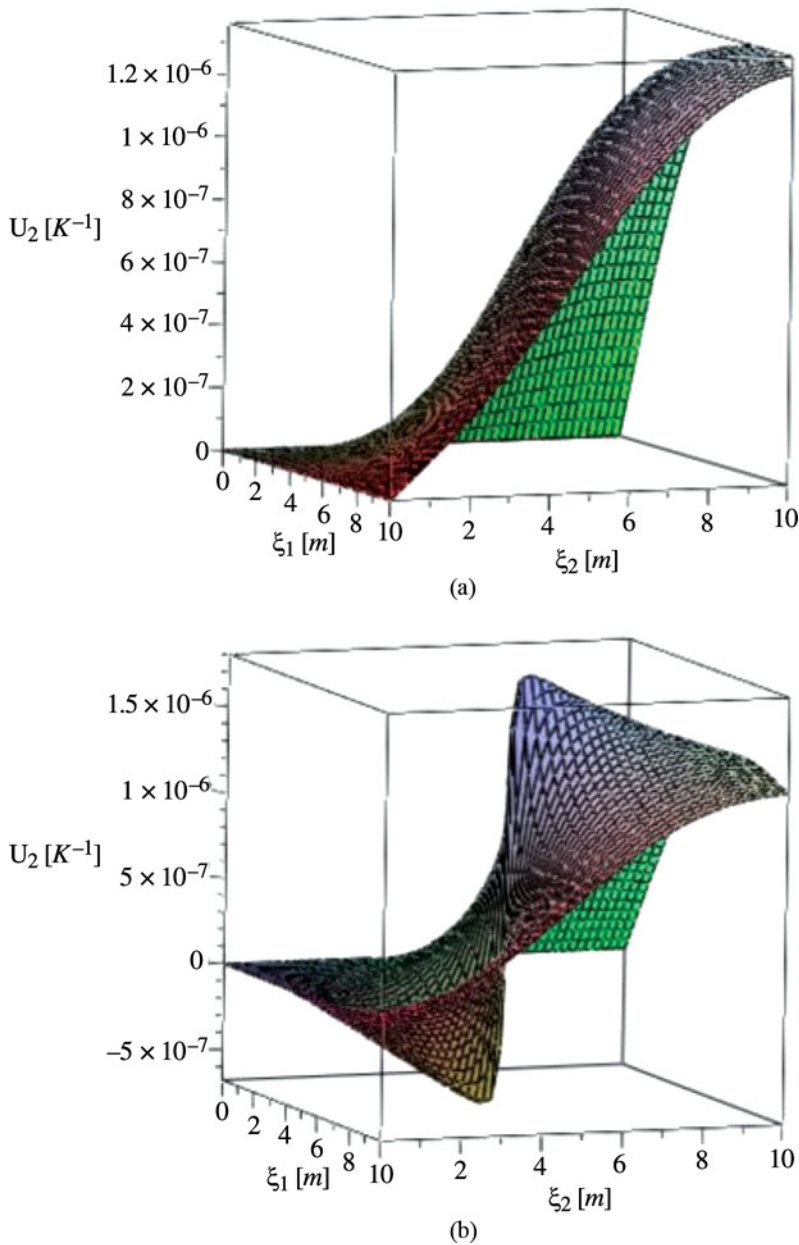 1.2 × 10⁻⁶
1 × 10⁻⁶
8 × 10⁻⁷
U₂ [K⁻¹]
6 × 10⁻⁷
4 × 10⁻⁷
2 × 10⁻⁷
0
0 2 4 6 8 10 2 4 6 8 10
ξ₁ [m] ξ₂ [m]
(a)
1.5 × 10⁻⁶
1 × 10⁻⁶
U₂ [K⁻¹]
5 × 10⁻⁷
0
−5 × 10⁻⁷
0 2 4 6 8 10 2 4 6 8 10
ξ₁ [m] ξ₂ [m]
(b)